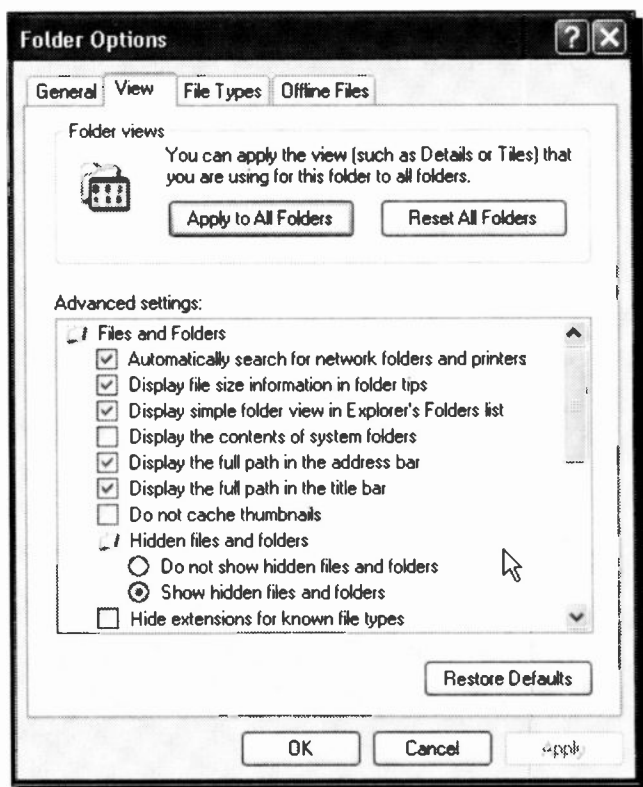 Folder Options
General View File Types Offline Files
Folder views
You can apply the view (such as Details or Tiles) that
you are using for this folder to all folders.
Apply to All Folders Reset All Folders
Advanced settings:
Files and Folders
Automatically search for network folders and printers
Display file size information in folder tips
Display simple folder view in Explorer's Folders list
Display the contents of system folders
Display the full path in the address bar
Display the full path in the title bar
Do not cache thumbnails
Hidden files and folders
Do not show hidden files and folders
Show hidden files and folders
Hide extensions for known file types
Restore Defaults
OK Cancel Apply